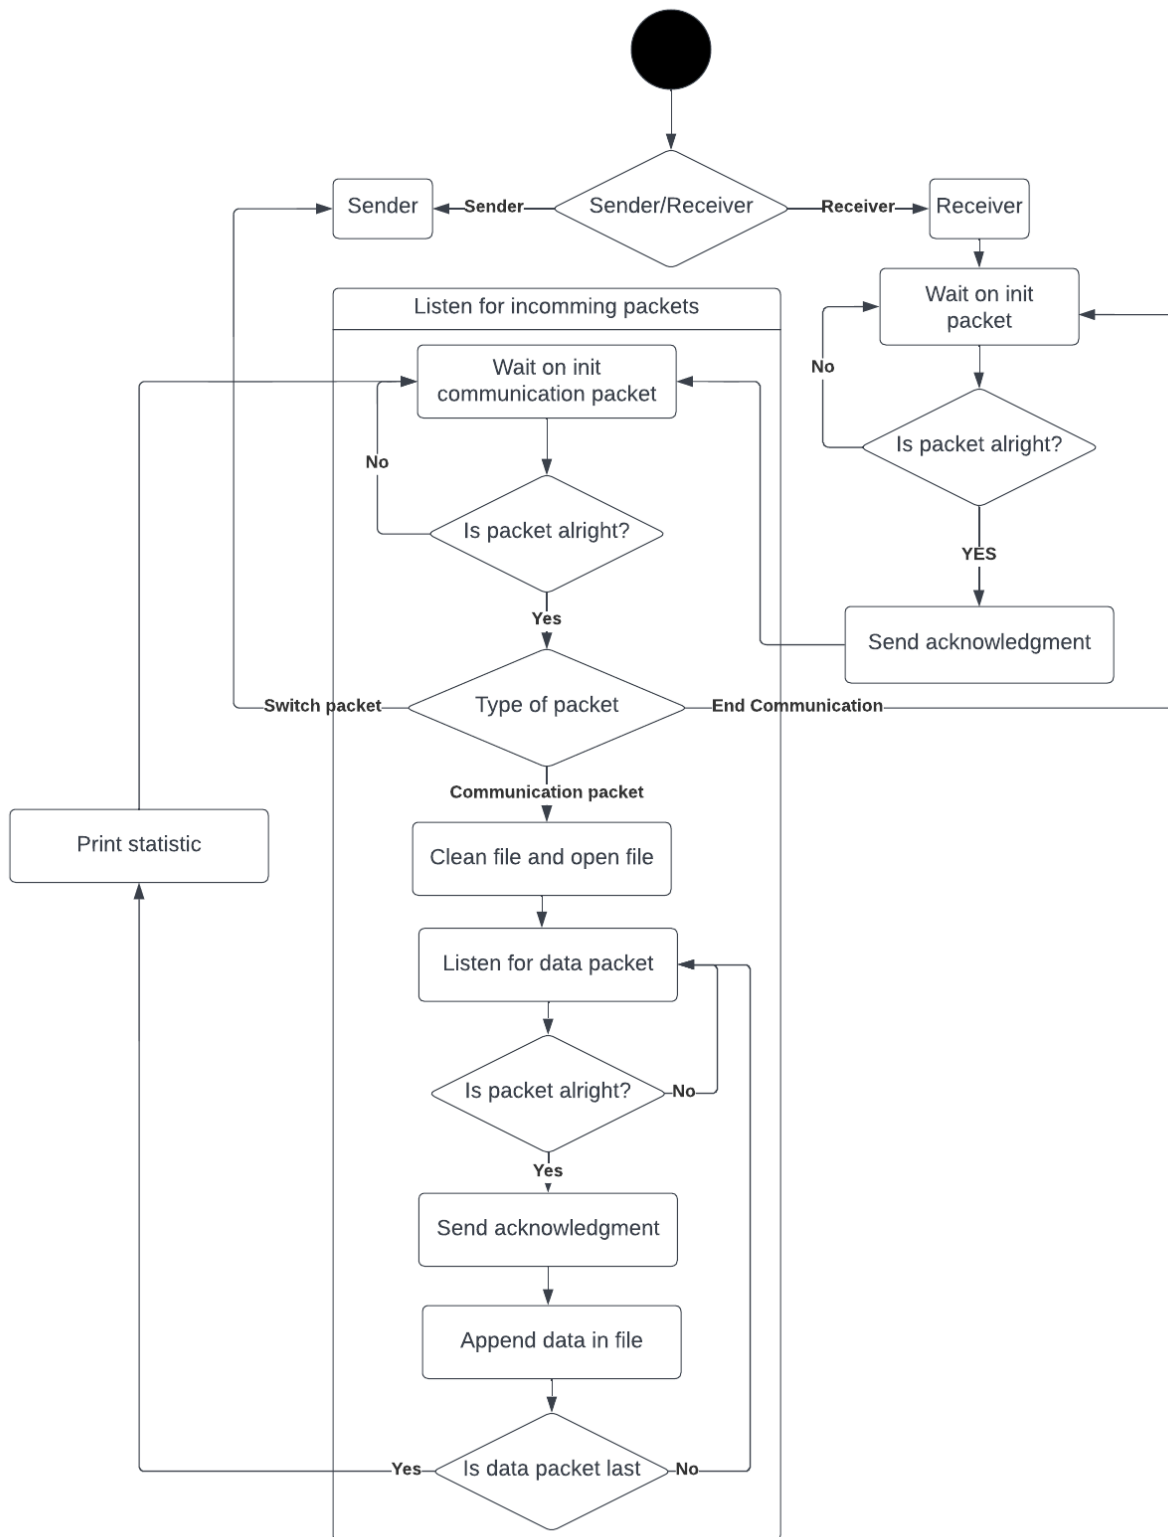 Sender
Sender
Sender/Receiver
Receiver
Receiver
Listen for incomming packets
Wait on init
packet
No
Wait on init
communication packet
No
Is packet alright?
Is packet alright?
YES
Yes
Send acknowledgment
Switch packet
Type of packet
End Communication
Communication packet
Print statistic
Clean file and open file
Listen for data packet
Is packet alright?
No
Yes
Send acknowledgment
Append data in file
Yes
Is data packet last
No